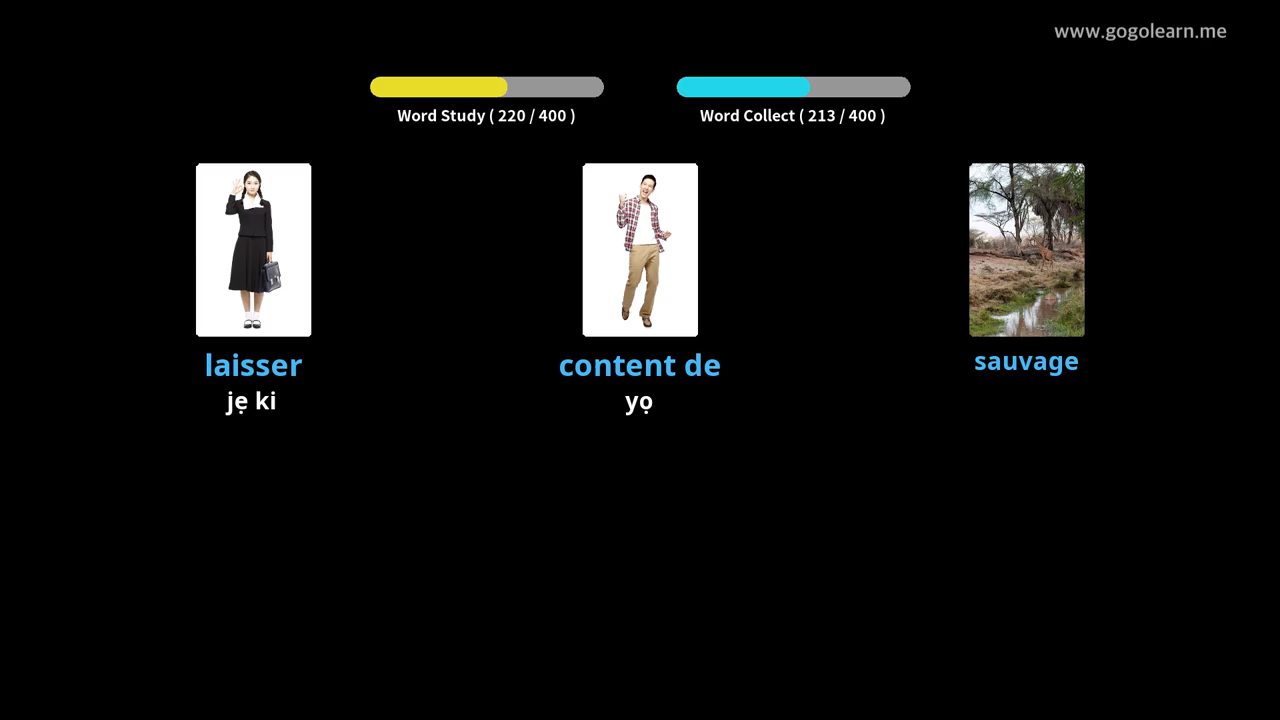 www.gogolearn.me
Word Study ( 220 / 400 )
Word Collect ( 213 / 400 )
laisser
jẹ ki
content de
yọ
sauvage